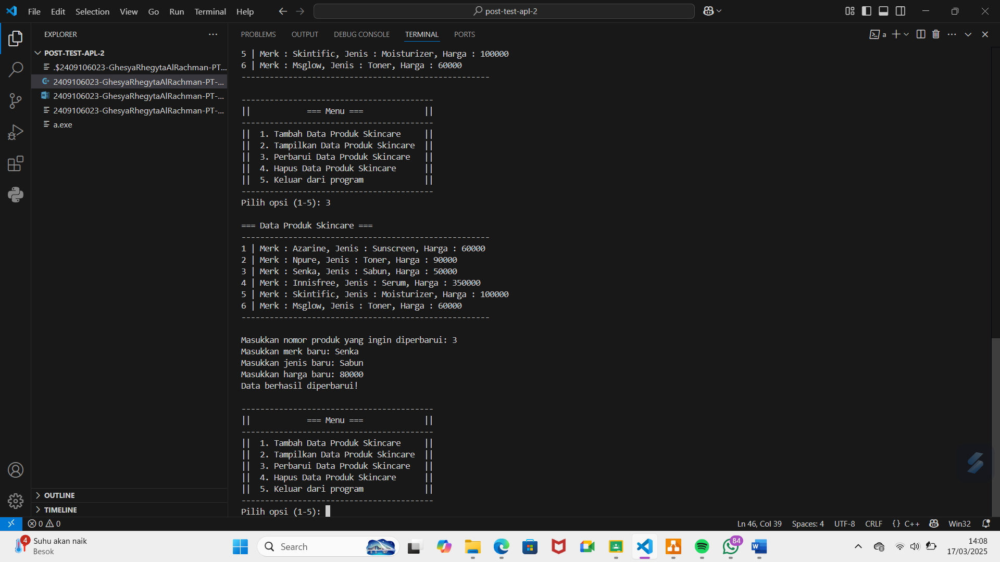 File Edit Selection View Go Run Terminal Help
post-test-apl-2
EXPLORER
POST-TEST-APL-2
.$2409106023-GhesyaRhegytaAlRachman-PT...
2409106023-GhesyaRhegytaAlRachman-PT-...
2409106023-GhesyaRhegytaAlRachman-PT-...
2409106023-GhesyaRhegytaAlRachman-PT-...
a.exe
OUTLINE
TIMELINE
PROBLEMS OUTPUT DEBUG CONSOLE TERMINAL PORTS
a
5 | Merk : Skintific, Jenis : Moisturizer, Harga : 100000
6 | Merk : Msglow, Jenis : Toner, Harga : 60000
-----------------------------------------------------
-----------------------------------------
||            === Menu ===             ||
-----------------------------------------
||  1. Tambah Data Produk Skincare     ||
||  2. Tampilkan Data Produk Skincare  ||
||  3. Perbarui Data Produk Skincare   ||
||  4. Hapus Data Produk Skincare      ||
||  5. Keluar dari program             ||
-----------------------------------------
Pilih opsi (1-5): 3
=== Data Produk Skincare ===
-----------------------------------------------------
1 | Merk : Azarine, Jenis : Sunscreen, Harga : 60000
2 | Merk : Npure, Jenis : Toner, Harga : 90000
3 | Merk : Senka, Jenis : Sabun, Harga : 50000
4 | Merk : Innisfree, Jenis : Serum, Harga : 350000
5 | Merk : Skintific, Jenis : Moisturizer, Harga : 100000
6 | Merk : Msglow, Jenis : Toner, Harga : 60000
-----------------------------------------------------
Masukkan nomor produk yang ingin diperbarui: 3
Masukkan merk baru: Senka
Masukkan jenis baru: Sabun
Masukkan harga baru: 80000
Data berhasil diperbarui!
-----------------------------------------
||            === Menu ===             ||
-----------------------------------------
||  1. Tambah Data Produk Skincare     ||
||  2. Tampilkan Data Produk Skincare  ||
||  3. Perbarui Data Produk Skincare   ||
||  4. Hapus Data Produk Skincare      ||
||  5. Keluar dari program             ||
-----------------------------------------
Pilih opsi (1-5):
0 0
Ln 46, Col 39 Spaces: 4 UTF-8 CRLF {} C++ Win32
4
Suhu akan naik
Besok
Search
84
14:08
17/03/2025